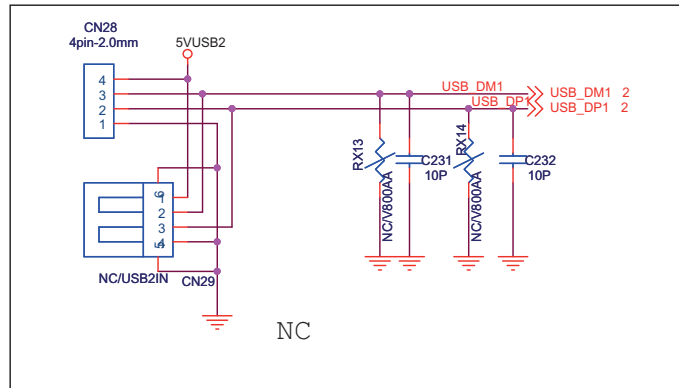 CN28
4pin-2.0mm
5VUSB2
4
3
2
1
USB_DM1
USB_DM1 2
USB_DP1
USB_DP1 2
RX13
NC/V800AA
C231
10P
RX14
NC/V800AA
C232
10P
6
1
2
3
4
5
NC/USB2IN
CN29
NC